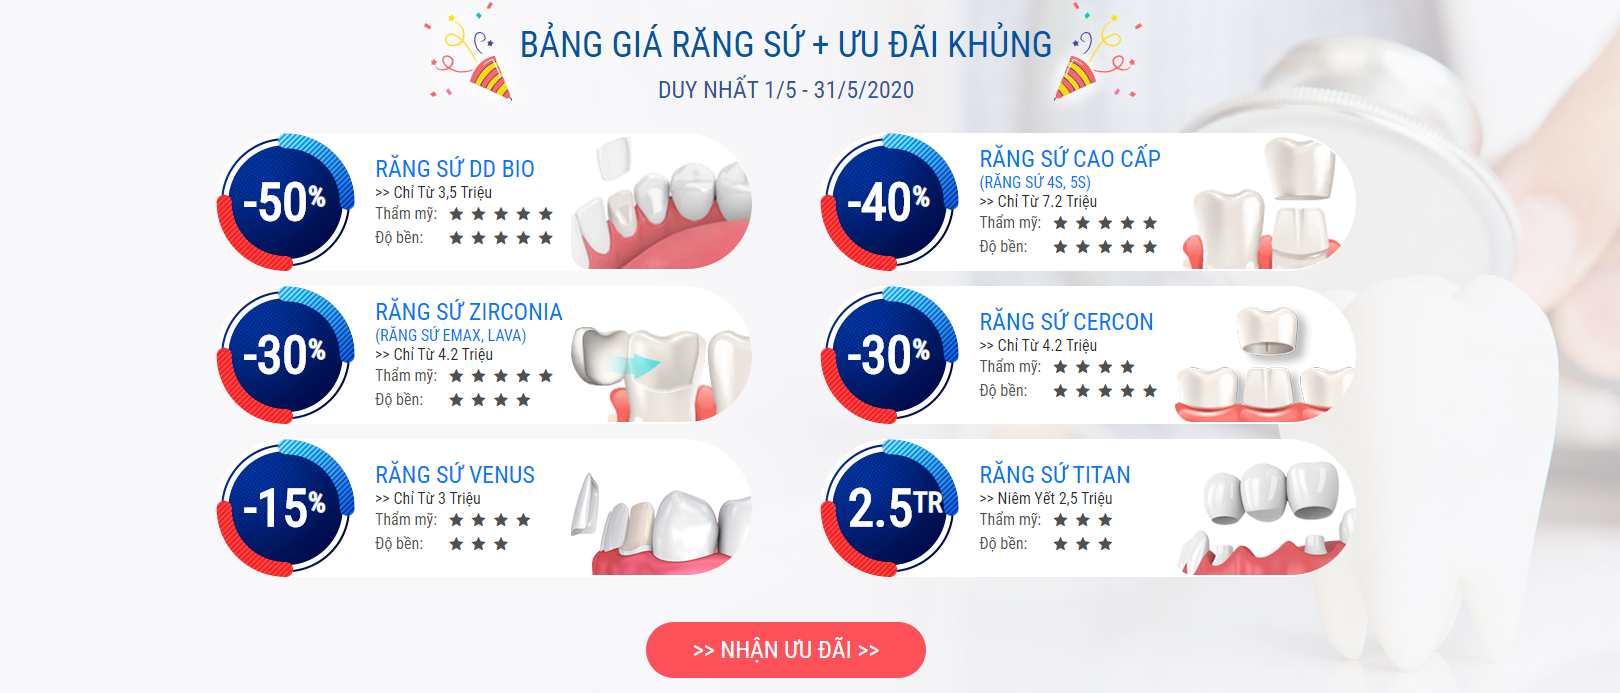 BẢNG GIÁ RĂNG SỨ + ƯU ĐÃI KHỦNG
DUY NHẤT 1/5 - 31/5/2020
-50%
RĂNG SỨ DD BIO
>> Chỉ Từ 3,5 Triệu
Thẩm mỹ: ★ ★ ★ ★ ★
Độ bền: ★ ★ ★ ★ ★
-40%
RĂNG SỨ CAO CẤP
(RĂNG SỨ 4S, 5S)
>> Chỉ Từ 7.2 Triệu
Thẩm mỹ: ★ ★ ★ ★ ★
Độ bền: ★ ★ ★ ★ ★
-30%
RĂNG SỨ ZIRCONIA
(RĂNG SỨ EMAX, LAVA)
>> Chỉ Từ 4.2 Triệu
Thẩm mỹ: ★ ★ ★ ★ ★
Độ bền: ★ ★ ★ ★
-30%
RĂNG SỨ CERCON
>> Chỉ Từ 4.2 Triệu
Thẩm mỹ: ★ ★ ★ ★
Độ bền: ★ ★ ★ ★ ★
-15%
RĂNG SỨ VENUS
>> Chỉ Từ 3 Triệu
Thẩm mỹ: ★ ★ ★ ★
Độ bền: ★ ★ ★
2.5TR
RĂNG SỨ TITAN
>> Niêm Yết 2,5 Triệu
Thẩm mỹ: ★ ★ ★
Độ bền: ★ ★ ★
>> NHẬN ƯU ĐÃI >>